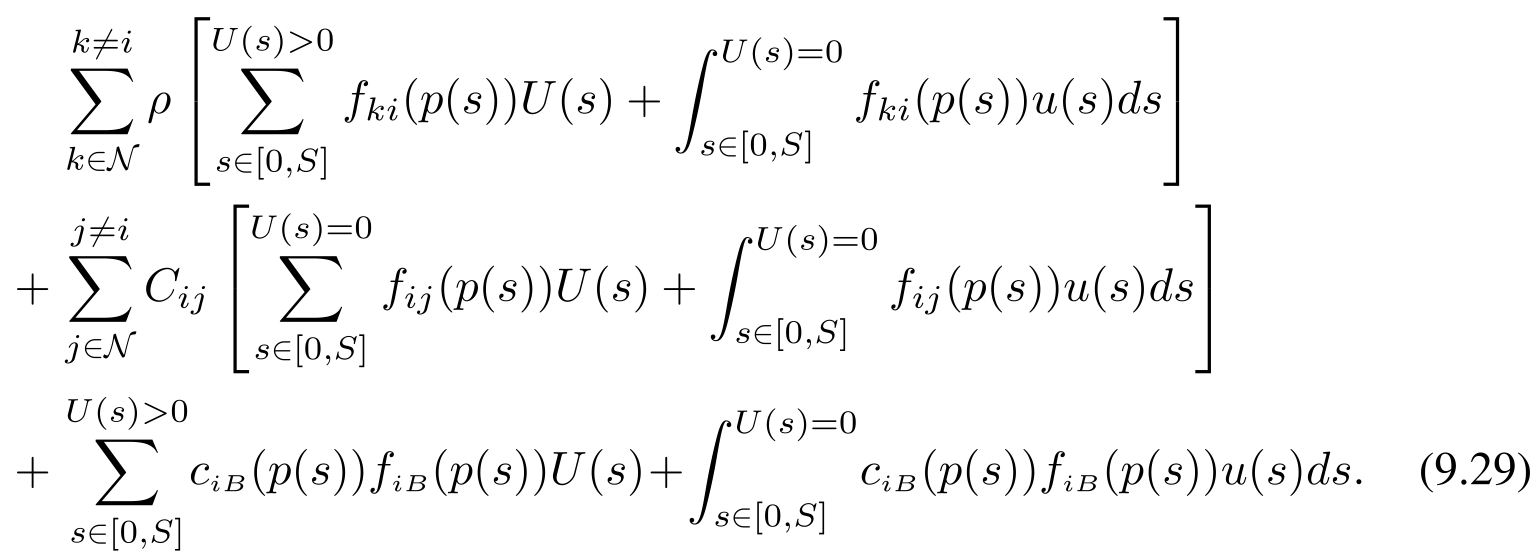 \sum_{k \in \mathcal{N}}^{k \neq i} \rho \left[ \sum_{s \in [0,S]}^{U(s)>0} f_{ki}(p(s))U(s) + \int_{s \in [0,S]}^{U(s)=0} f_{ki}(p(s))u(s)ds \right]
+ \sum_{j \in \mathcal{N}}^{j \neq i} C_{ij} \left[ \sum_{s \in [0,S]}^{U(s)=0} f_{ij}(p(s))U(s) + \int_{s \in [0,S]}^{U(s)=0} f_{ij}(p(s))u(s)ds \right]
+ \sum_{s \in [0,S]}^{U(s)>0} c_{iB}(p(s))f_{iB}(p(s))U(s) + \int_{s \in [0,S]}^{U(s)=0} c_{iB}(p(s))f_{iB}(p(s))u(s)ds. (9.29)